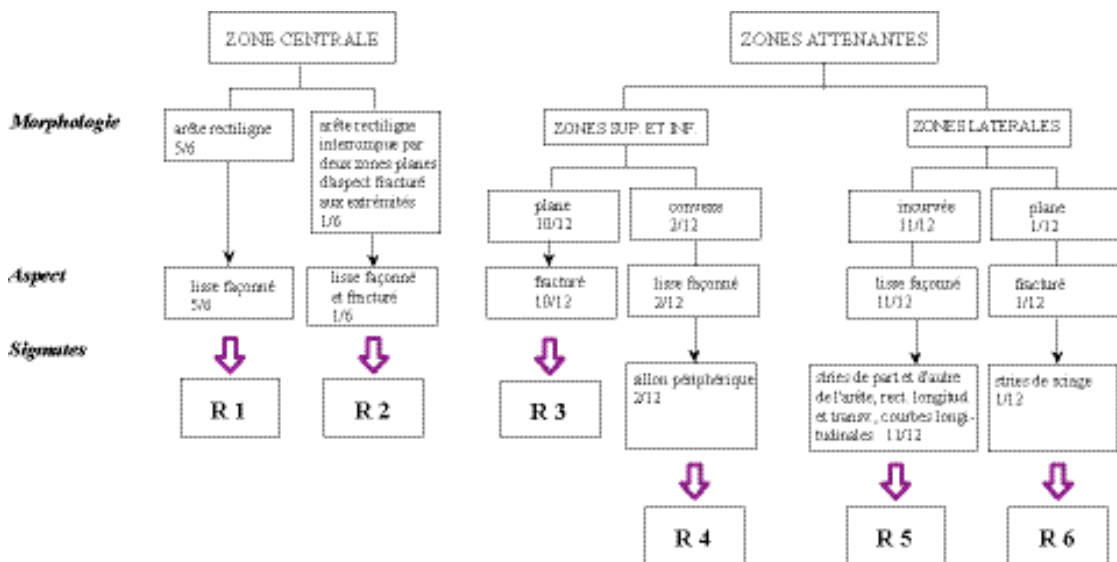 ZONE CENTRALE
ZONES ATTENANTES
Morphologie
arête rectiligne
5/6
arête rectiligne
interrompue par
deux zones planes
d'aspect fracturé
aux extrémités
1/6
ZONES SUP. ET INF.
ZONES LATERALES
plane
10/12
convexe
2/12
incurvée
11/12
plane
1/12
Aspect
lisse façonné
5/6
lisse façonné
et fracturé
1/6
fracturé
10/12
lisse façonné
2/12
lisse façonné
11/12
fracturé
1/12
Stigmates
sillon périphérique
2/12
stries de part et d'autre
de l'arête, rect. longitud.
et transv., courbes longi-
tudinales 11/12
stries de sciage
1/12
R 1
R 2
R 3
R 4
R 5
R 6